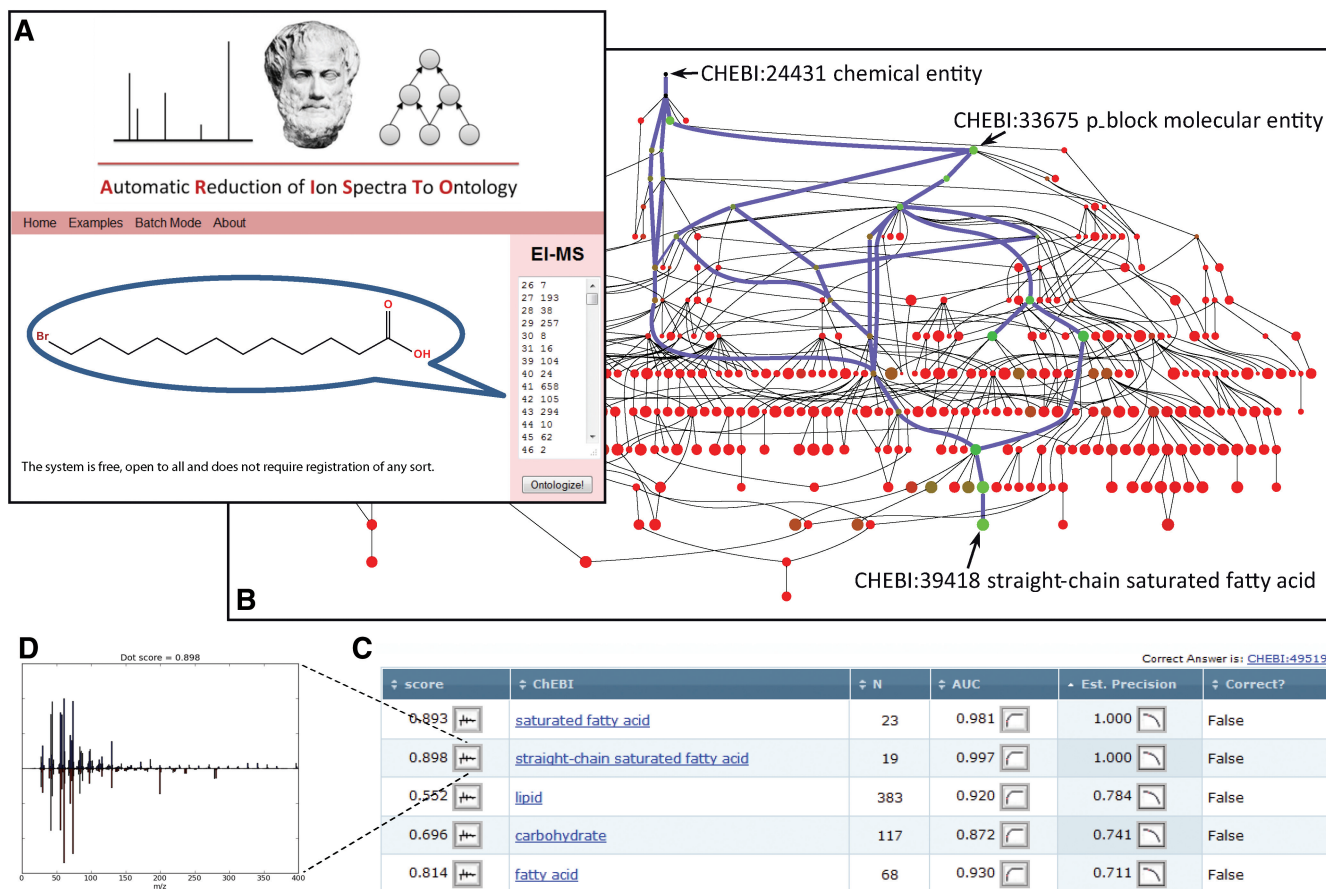 A
Automatic Reduction of Ion Spectra To Ontology
Home Examples Batch Mode About
Br
O
OH
The system is free, open to all and does not require registration of any sort.
EI-MS
26 7
27 193
28 38
29 257
30 8
31 16
39 104
40 24
41 658
42 105
43 294
44 10
45 62
46 2
Ontologize!
CHEBI:24431 chemical entity
CHEBI:33675 p_block molecular entity
CHEBI:39418 straight-chain saturated fatty acid
B
D
Dot score = 0.898
0 50 100 150 200 250 300 350 400
m/z
C
Correct Answer is: CHEBI:49519
score ChEBI N AUC Est. Precision Correct?
0.893 saturated fatty acid 23 0.981 1.000 False
0.898 straight-chain saturated fatty acid 19 0.997 1.000 False
0.552 lipid 383 0.920 0.784 False
0.696 carbohydrate 117 0.872 0.741 False
0.814 fatty acid 68 0.930 0.711 False